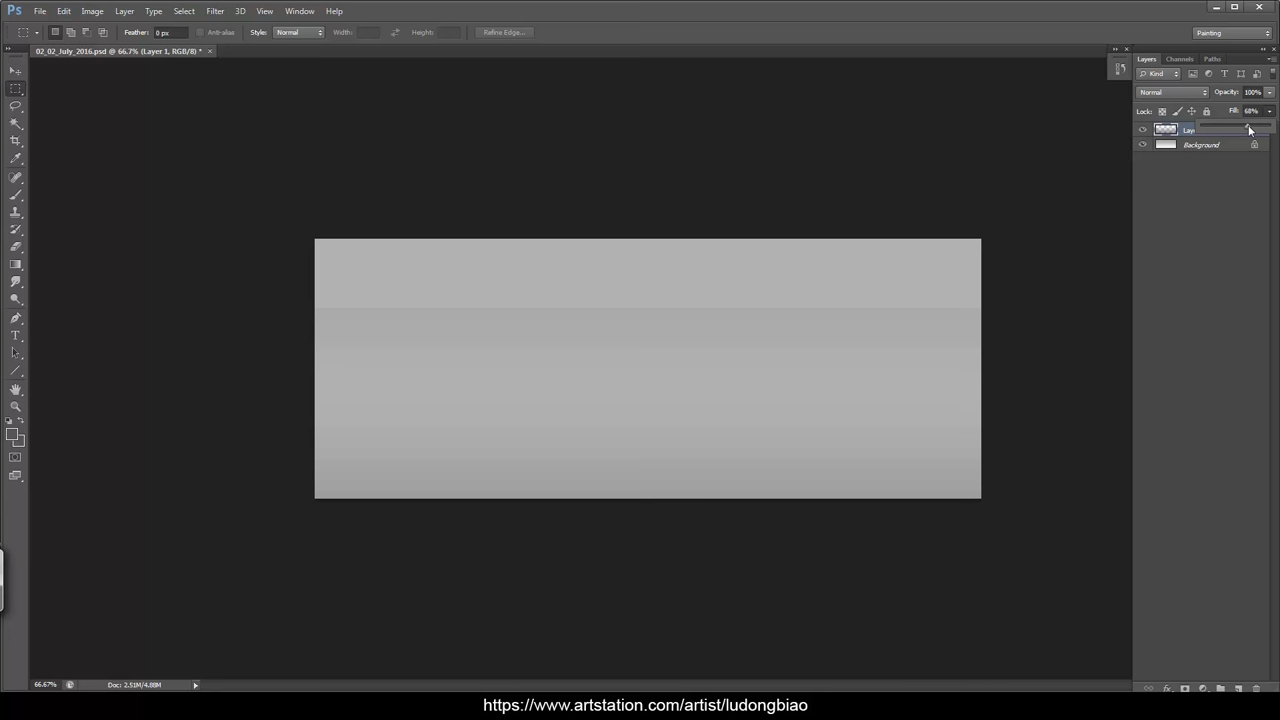 Ps File Edit Image Layer Type Select Filter 3D View Window Help
Feather: 0 px Anti-alias Style: Normal Width: Height: Refine Edge... Painting
02_02_July_2016.psd @ 66.7% (Layer 1, RGB/8) * ×
Layers Channels Paths
Kind
Normal Opacity: 100%
Lock: Fill: 68%
Background
66.67% Doc: 2.51M/4.88M
https://www.artstation.com/artist/ludongbiao